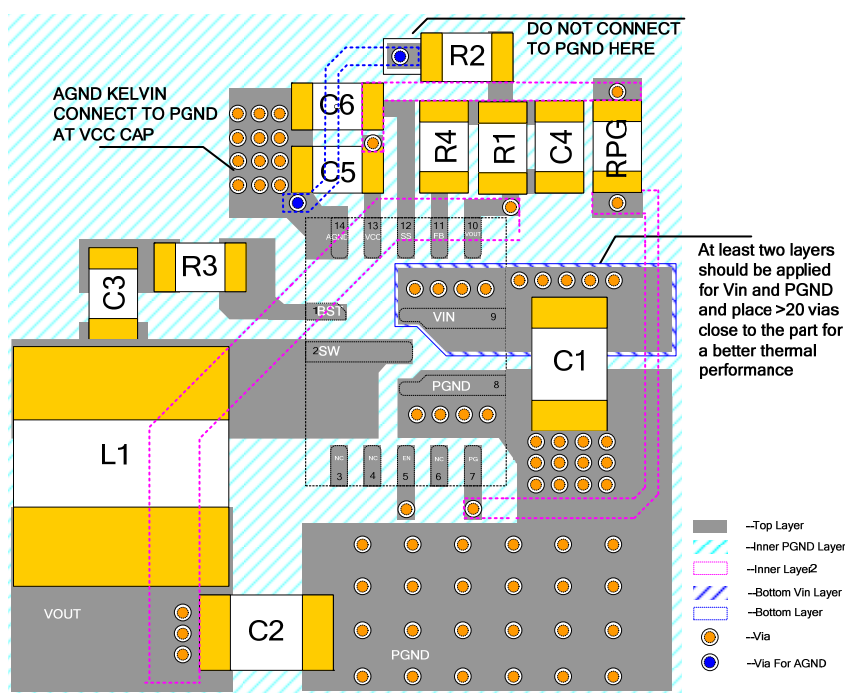 DO NOT CONNECT
TO PGND HERE
R2
AGND KELVIN
CONNECT TO PGND
AT VCC CAP
C6
C5
R4
R1
C4
RPG
14
13
12
11
10
AGND
VCC
SS
FB
VOUT
At least two layers
should be applied
for Vin and PGND
and place >20 vias
close to the part for
a better thermal
performance
C3
R3
1
BST
VIN
9
2
SW
C1
PGND
8
L1
NC
NC
EN
NC
PG
3
4
5
6
7
VOUT
C2
PGND
--Top Layer
--Inner PGND Layer
--Inner Layer2
--Bottom Vin Layer
--Bottom Layer
--Via
--Via For AGND